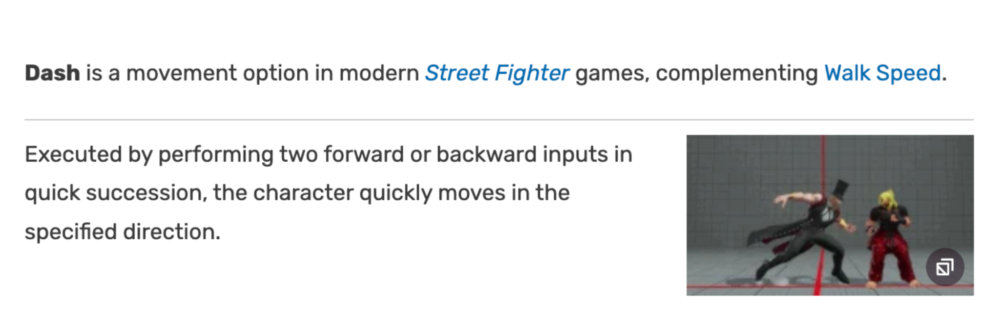 Dash is a movement option in modern Street Fighter games, complementing Walk Speed.
Executed by performing two forward or backward inputs in
quick succession, the character quickly moves in the
specified direction.